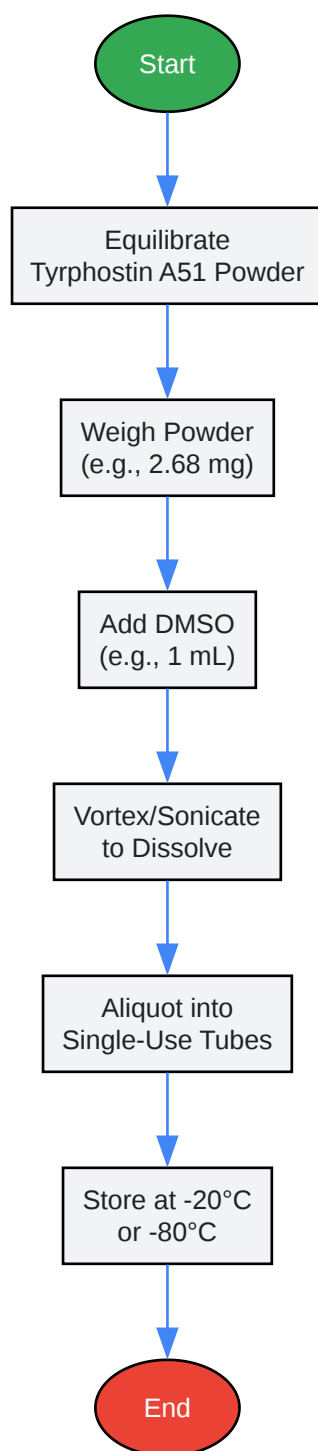 Start
Equilibrate
Tyrphostin A51 Powder
Weigh Powder
(e.g., 2.68 mg)
Add DMSO
(e.g., 1 mL)
Vortex/Sonicate
to Dissolve
Aliquot into
Single-Use Tubes
Store at -20°C
or -80°C
End